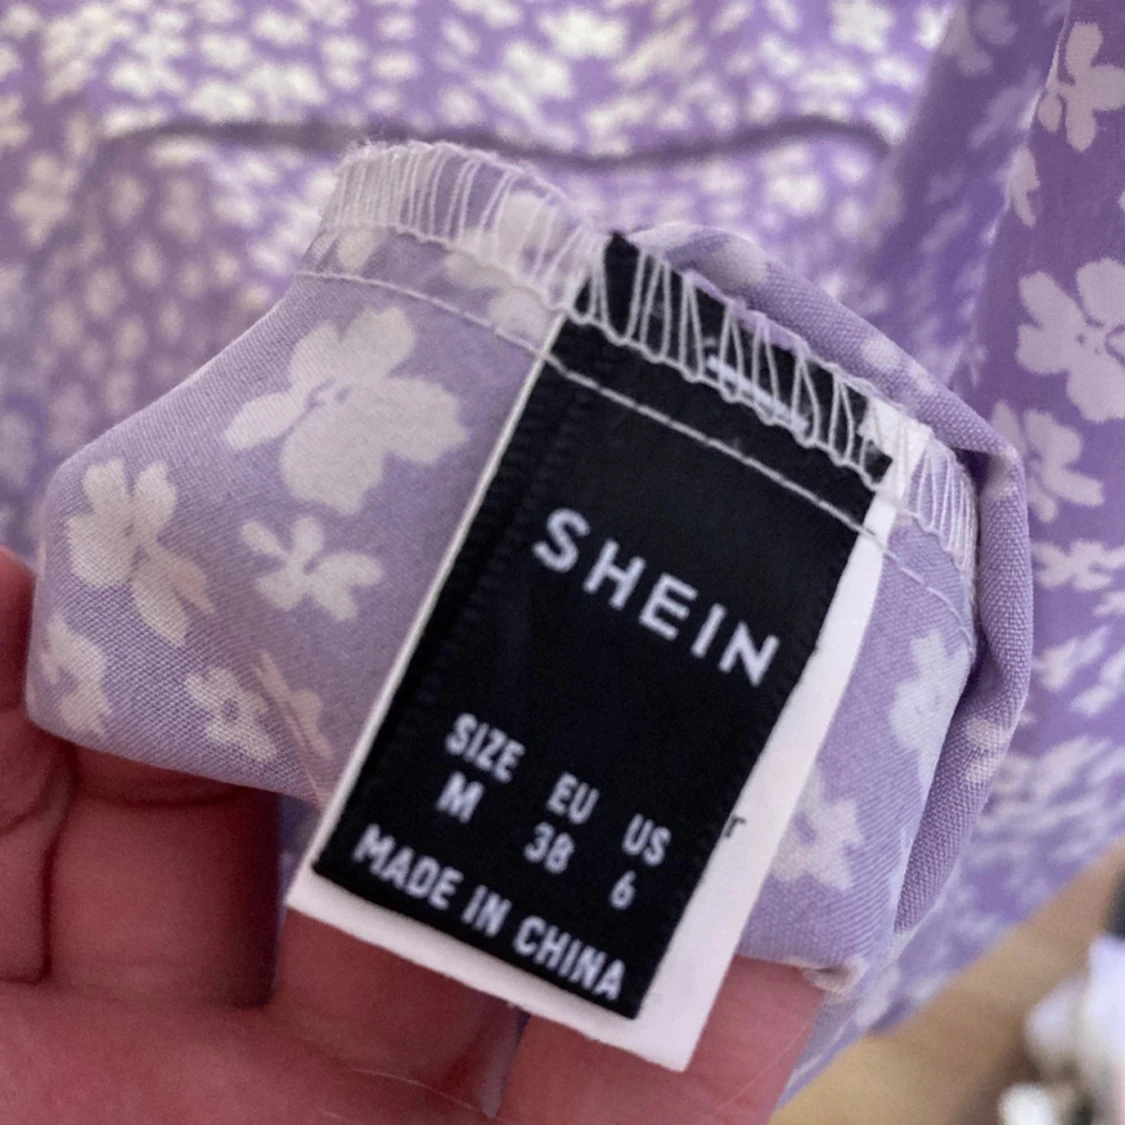 SHEIN
SIZE EU US
M 38 6
MADE IN CHINA